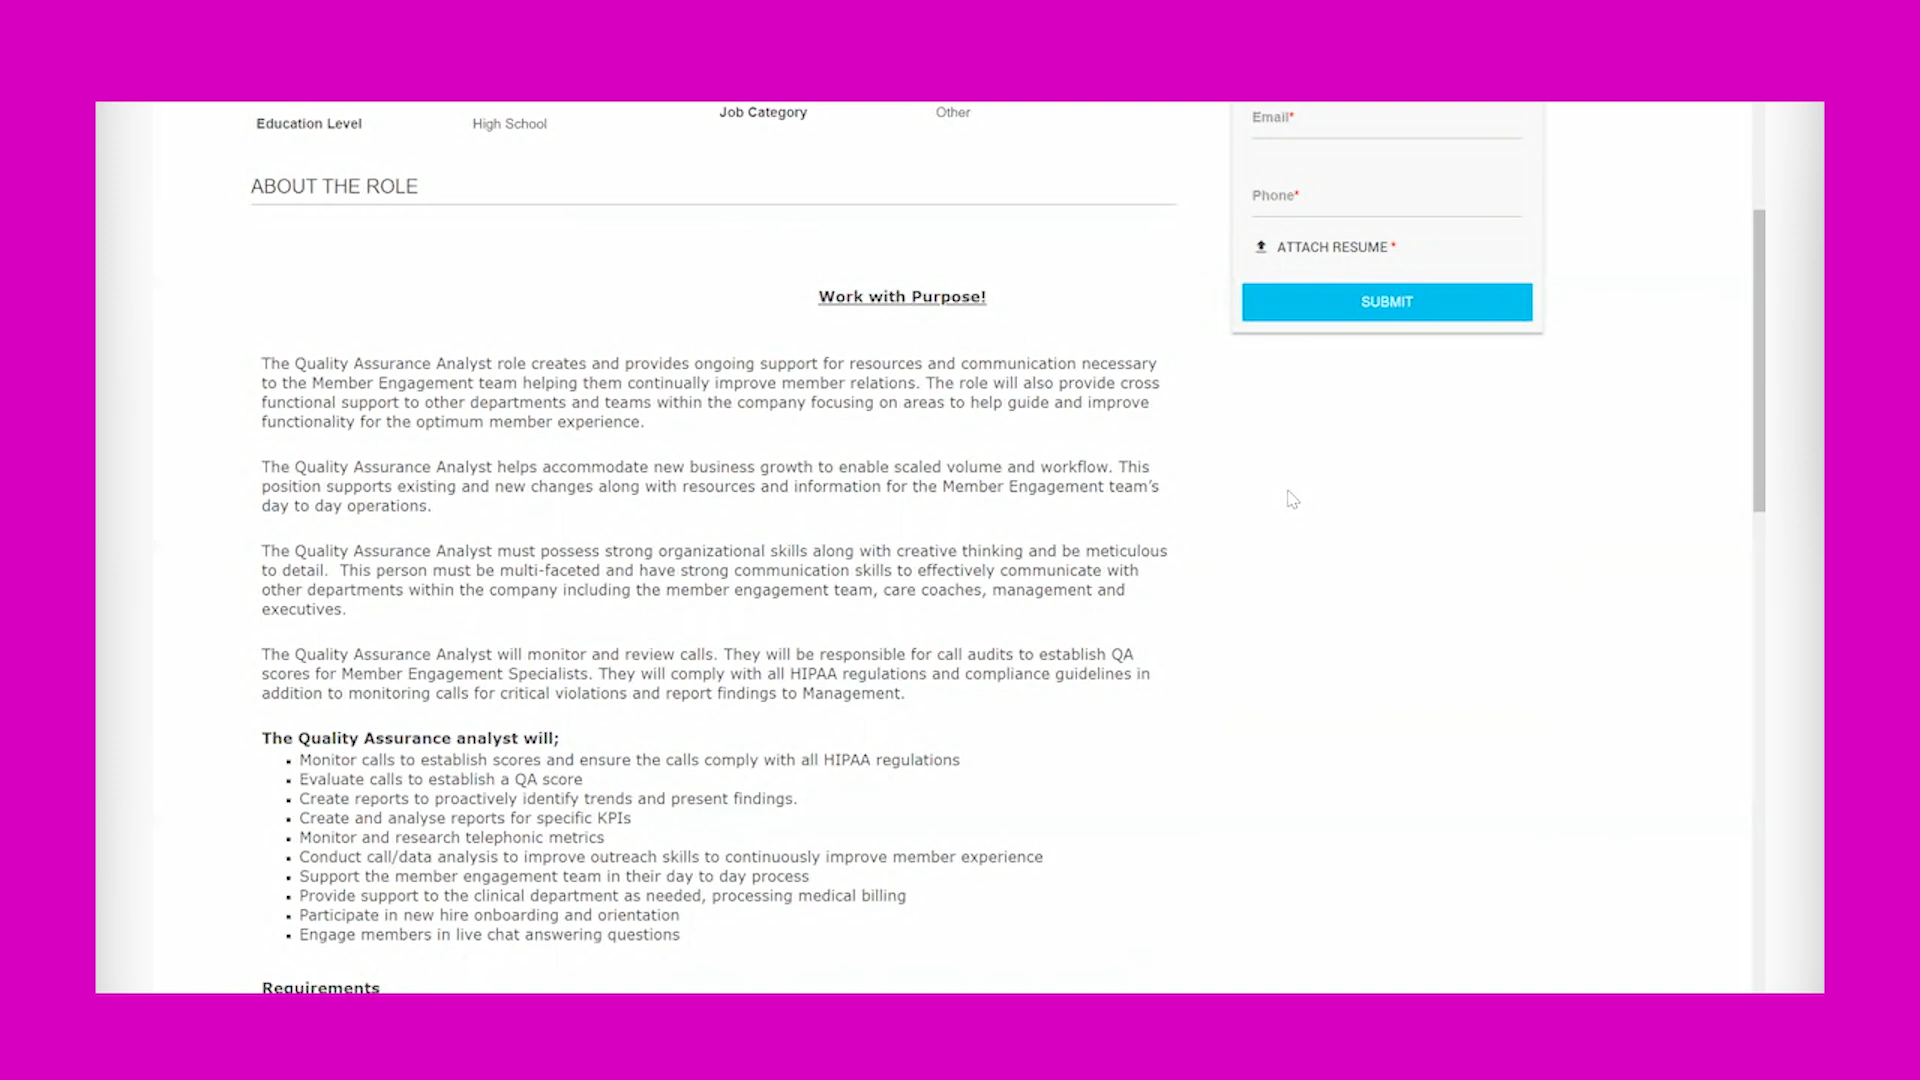 Education Level High School
Job Category Other
ABOUT THE ROLE
Work with Purpose!
The Quality Assurance Analyst role creates and provides ongoing support for resources and communication necessary
to the Member Engagement team helping them continually improve member relations. The role will also provide cross
functional support to other departments and teams within the company focusing on areas to help guide and improve
functionality for the optimum member experience.
The Quality Assurance Analyst helps accommodate new business growth to enable scaled volume and workflow. This
position supports existing and new changes along with resources and information for the Member Engagement team’s
day to day operations.
The Quality Assurance Analyst must possess strong organizational skills along with creative thinking and be meticulous
to detail.  This person must be multi-faceted and have strong communication skills to effectively communicate with
other departments within the company including the member engagement team, care coaches, management and
executives.
The Quality Assurance Analyst will monitor and review calls. They will be responsible for call audits to establish QA
scores for Member Engagement Specialists. They will comply with all HIPAA regulations and compliance guidelines in
addition to monitoring calls for critical violations and report findings to Management.
The Quality Assurance analyst will;
▪ Monitor calls to establish scores and ensure the calls comply with all HIPAA regulations
▪ Evaluate calls to establish a QA score
▪ Create reports to proactively identify trends and present findings.
▪ Create and analyse reports for specific KPIs
▪ Monitor and research telephonic metrics
▪ Conduct call/data analysis to improve outreach skills to continuously improve member experience
▪ Support the member engagement team in their day to day process
▪ Provide support to the clinical department as needed, processing medical billing
▪ Participate in new hire onboarding and orientation
▪ Engage members in live chat answering questions
Requirements
Email*
Phone*
ATTACH RESUME *
SUBMIT